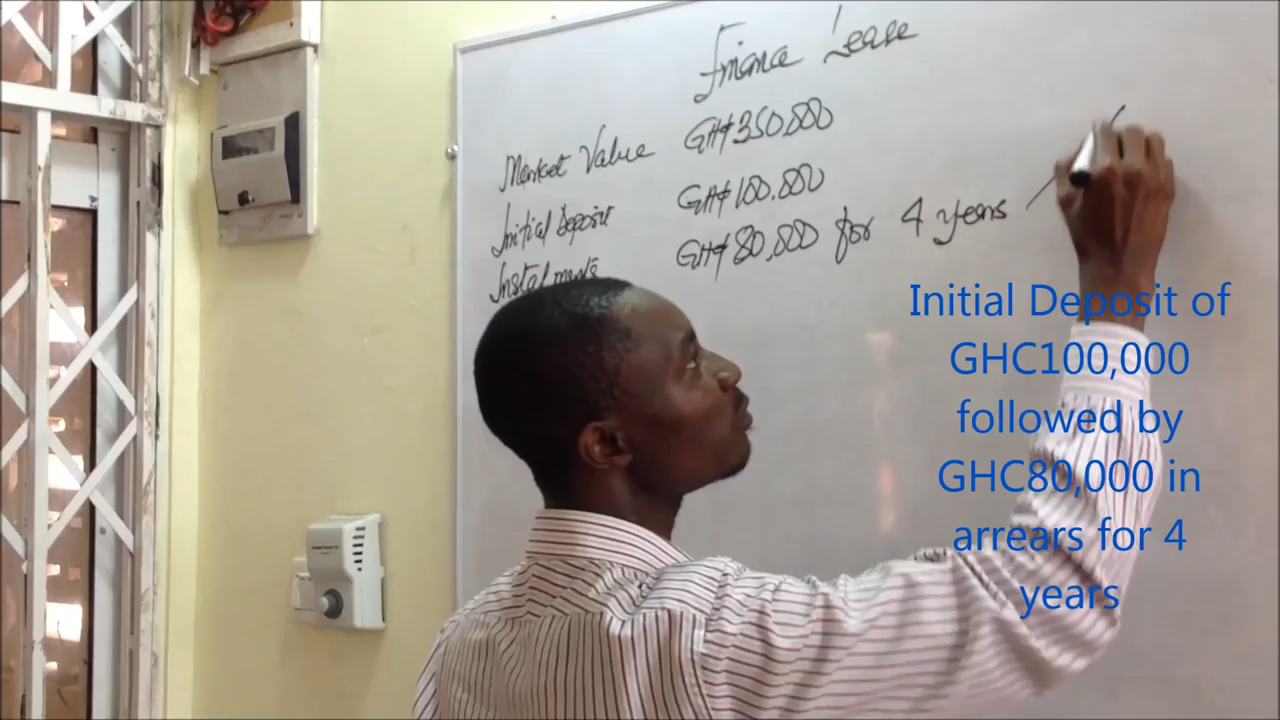 Finance Lease
Market Value GH¢350,000
Initial Deposit GH¢100,000
Instalments GH¢80,000 for 4 years
Initial Deposit of
GHC100,000
followed by
GHC80,000 in
arrears for 4
years